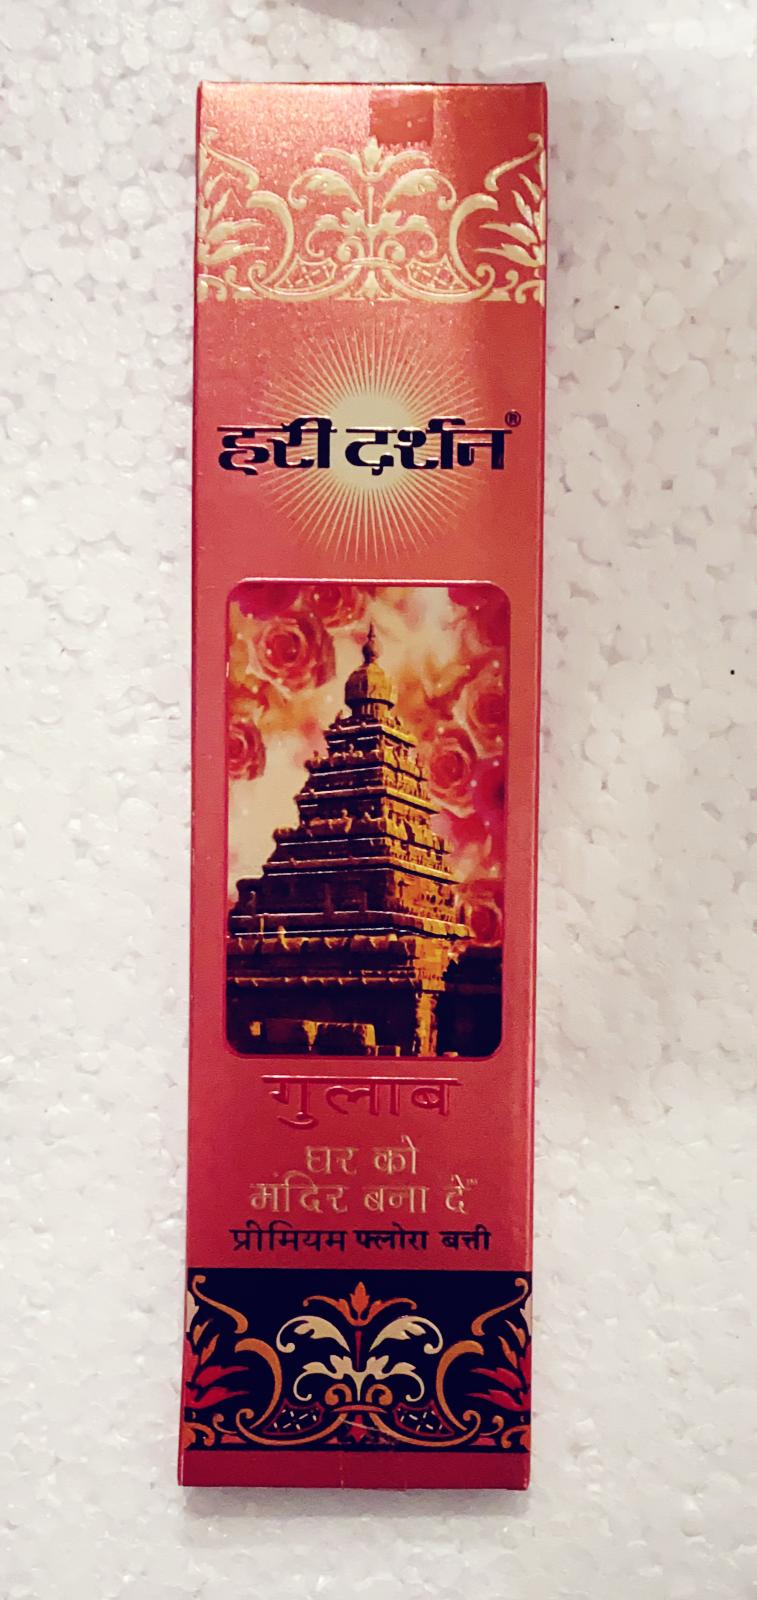 हरी दर्शन®
गुलाब
घर को
मंदिर बना दें™
प्रीमियम फ्लोरा बत्ती